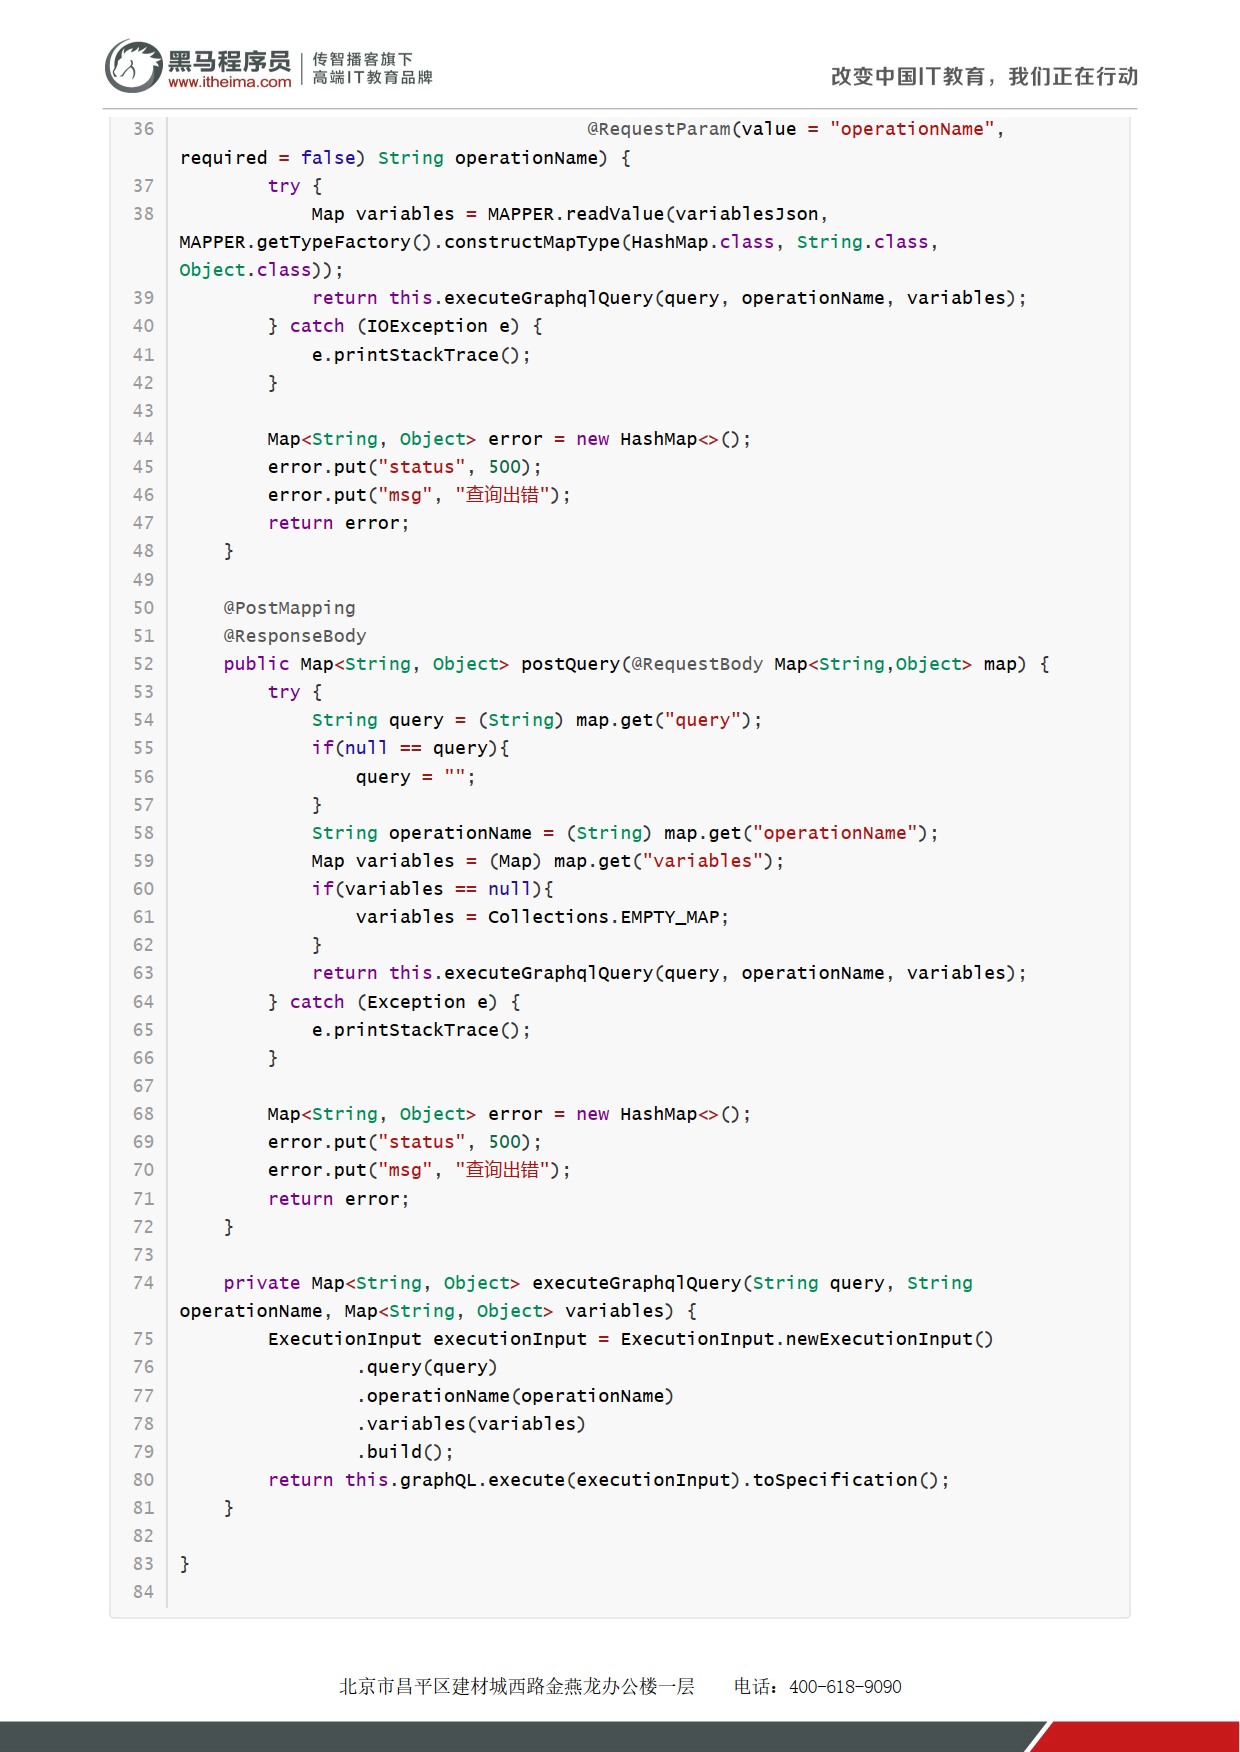 黑马程序员
www.itheima.com
传智播客旗下
高端IT教育品牌
改变中国IT教育，我们正在行动
36                                      @RequestParam(value = "operationName",
required = false) String operationName) {
37         try {
38             Map variables = MAPPER.readValue(variablesJson,
MAPPER.getTypeFactory().constructMapType(HashMap.class, String.class,
Object.class));
39             return this.executeGraphqlQuery(query, operationName, variables);
40         } catch (IOException e) {
41             e.printStackTrace();
42         }
43
44         Map<String, Object> error = new HashMap<>();
45         error.put("status", 500);
46         error.put("msg", "查询出错");
47         return error;
48     }
49
50     @PostMapping
51     @ResponseBody
52     public Map<String, Object> postQuery(@RequestBody Map<String,Object> map) {
53         try {
54             String query = (String) map.get("query");
55             if(null == query){
56                 query = "";
57             }
58             String operationName = (String) map.get("operationName");
59             Map variables = (Map) map.get("variables");
60             if(variables == null){
61                 variables = Collections.EMPTY_MAP;
62             }
63             return this.executeGraphqlQuery(query, operationName, variables);
64         } catch (Exception e) {
65             e.printStackTrace();
66         }
67
68         Map<String, Object> error = new HashMap<>();
69         error.put("status", 500);
70         error.put("msg", "查询出错");
71         return error;
72     }
73
74     private Map<String, Object> executeGraphqlQuery(String query, String
operationName, Map<String, Object> variables) {
75         ExecutionInput executionInput = ExecutionInput.newExecutionInput()
76                 .query(query)
77                 .operationName(operationName)
78                 .variables(variables)
79                 .build();
80         return this.graphQL.execute(executionInput).toSpecification();
81     }
82
83 }
84
北京市昌平区建材城西路金燕龙办公楼一层 电话：400-618-9090